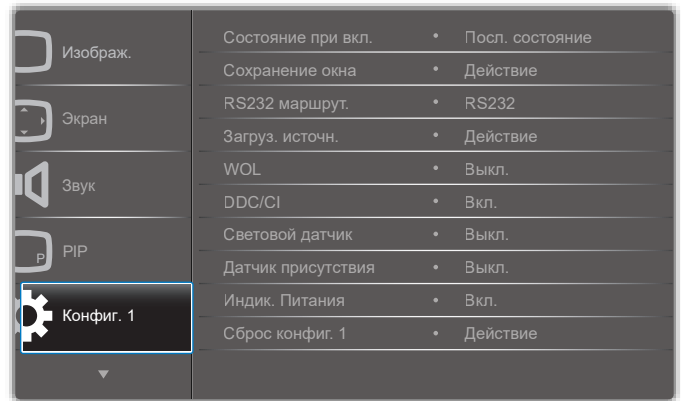 Изображ.
Экран
Звук
P
PIP
Конфиг. 1
Состояние при вкл. • Посл. состояние
Сохранение окна • Действие
RS232 маршрут. • RS232
Загруз. источн. • Действие
WOL • Выкл.
DDC/CI • Вкл.
Световой датчик • Выкл.
Датчик присутствия • Выкл.
Индик. Питания • Вкл.
Сброс конфиг. 1 • Действие